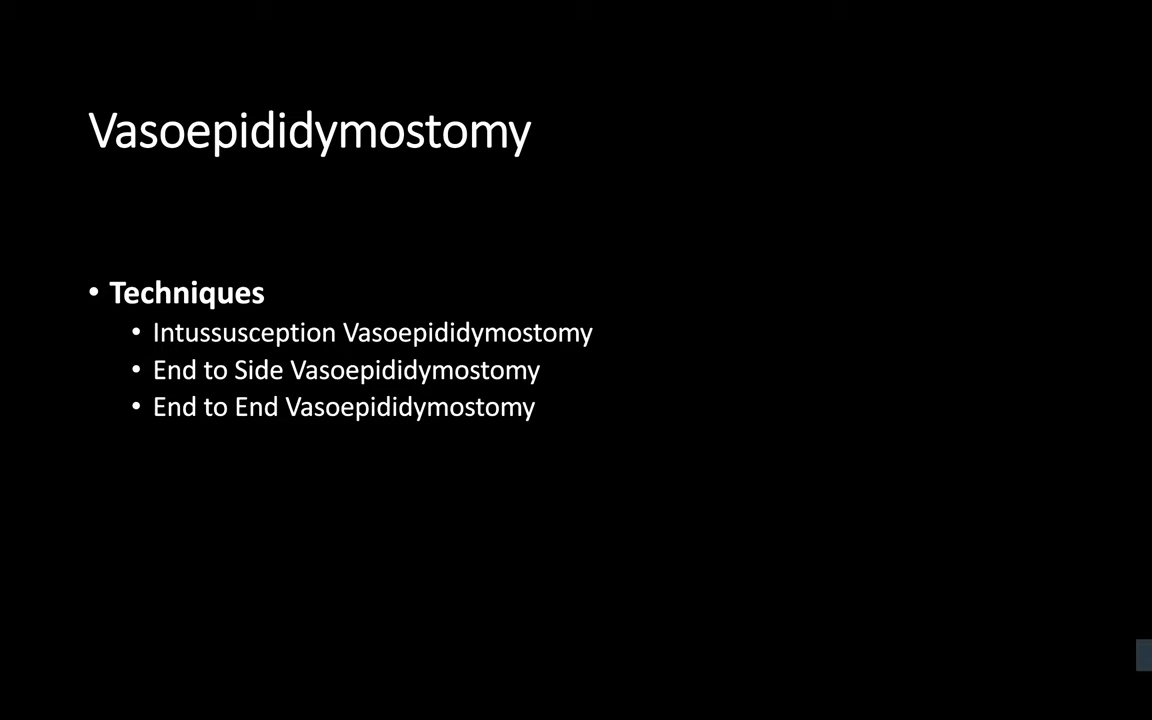 Vasoepididymostomy
• Techniques
• Intussusception Vasoepididymostomy
• End to Side Vasoepididymostomy
• End to End Vasoepididymostomy